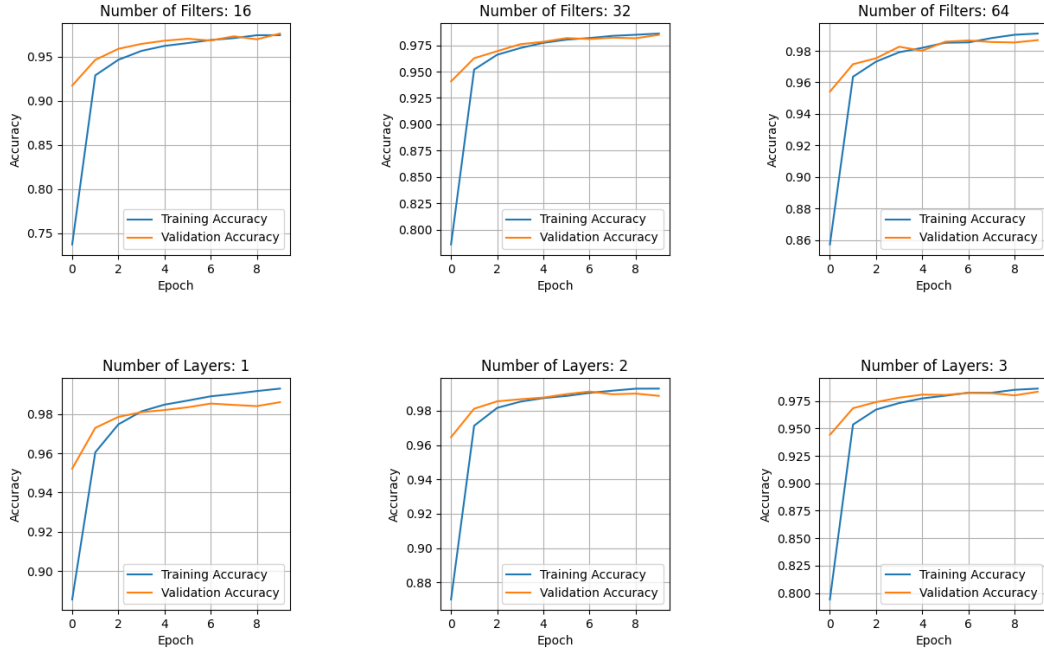 Number of Filters: 16
Accuracy
0.95
0.90
0.85
0.80
0.75
Training Accuracy
Validation Accuracy
0 2 4 6 8
Epoch
Number of Filters: 32
Accuracy
0.975
0.950
0.925
0.900
0.875
0.850
0.825
0.800
Training Accuracy
Validation Accuracy
0 2 4 6 8
Epoch
Number of Filters: 64
Accuracy
0.98
0.96
0.94
0.92
0.90
0.88
0.86
Training Accuracy
Validation Accuracy
0 2 4 6 8
Epoch
Number of Layers: 1
Accuracy
0.98
0.96
0.94
0.92
0.90
Training Accuracy
Validation Accuracy
0 2 4 6 8
Epoch
Number of Layers: 2
Accuracy
0.98
0.96
0.94
0.92
0.90
0.88
Training Accuracy
Validation Accuracy
0 2 4 6 8
Epoch
Number of Layers: 3
Accuracy
0.975
0.950
0.925
0.900
0.875
0.850
0.825
0.800
Training Accuracy
Validation Accuracy
0 2 4 6 8
Epoch